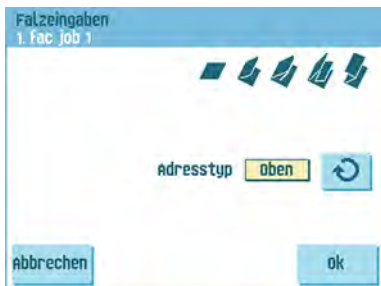 Falzeingaben
1. Fac job 1
Adresstyp oben
Abbrechen ok